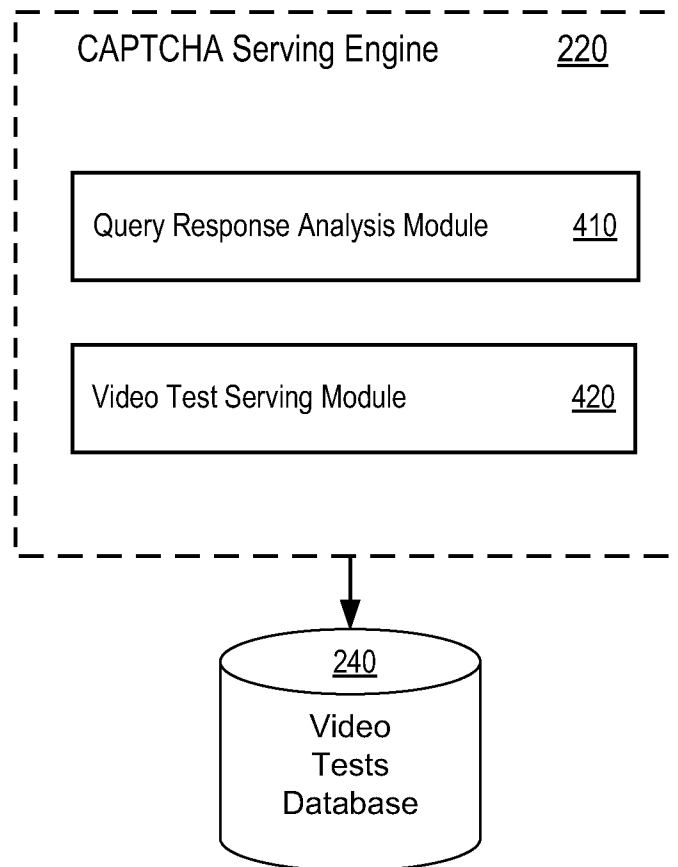 CAPTCHA Serving Engine 220
Query Response Analysis Module 410
Video Test Serving Module 420
240
Video
Tests
Database